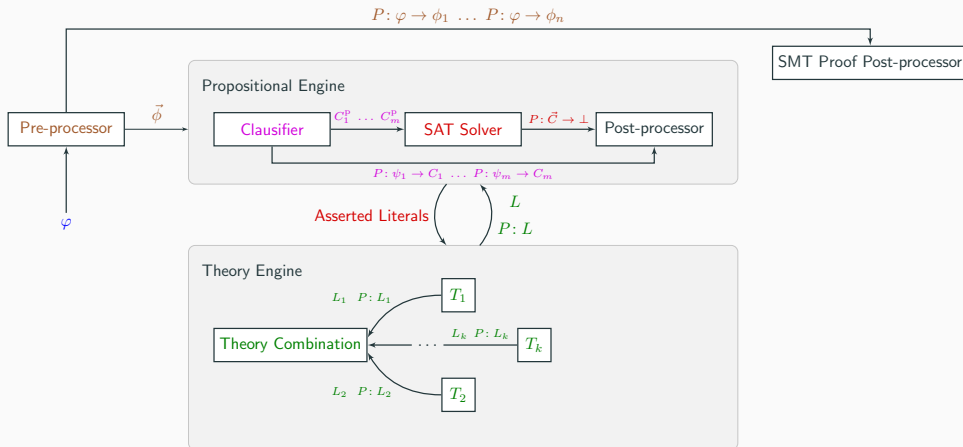 P : φ → ϕ₁ … P : φ → ϕₙ
SMT Proof Post-processor
Propositional Engine
Pre-processor
ϕ⃗
Clausifier
C₁ᵖ … Cₘᵖ
SAT Solver
P : C⃗ → ⊥
Post-processor
P : ψ₁ → C₁ … P : ψₘ → Cₘ
φ
Asserted Literals
L
P : L
Theory Engine
L₁ P : L₁
T₁
Theory Combination
⋯
Lₖ P : Lₖ
Tₖ
L₂ P : L₂
T₂